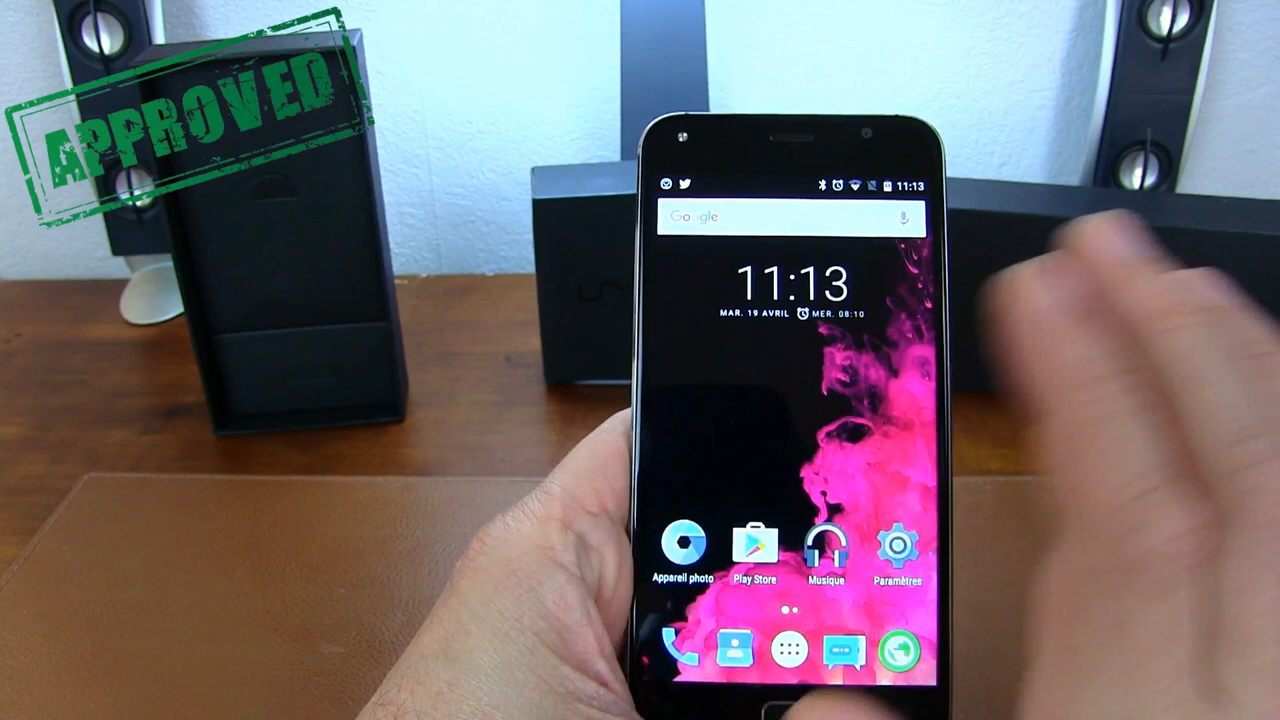 APPROVED
11:13
Google
11:13
MAR. 19 AVRIL MER. 08:10
Appareil photo
Play Store
Musique
Paramètres